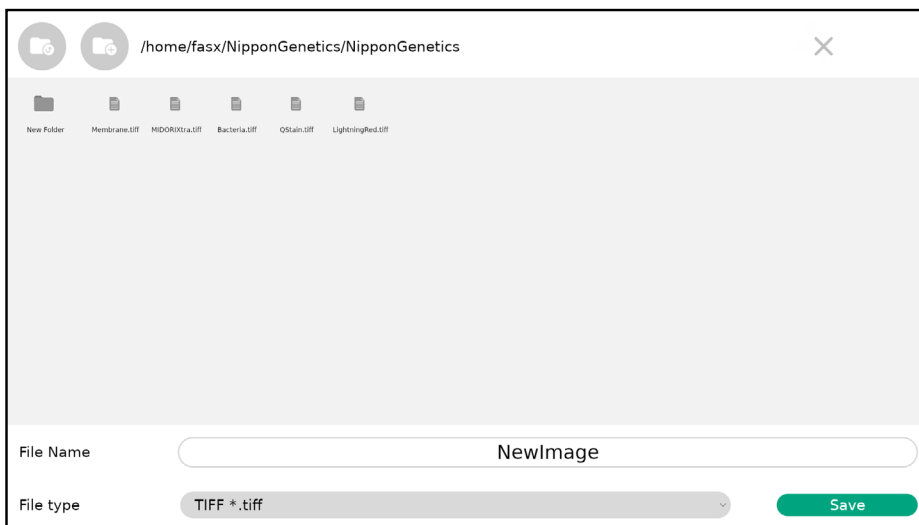 /home/fasx/NipponGenetics/NipponGenetics
New Folder Membrane.tiff MIDORIXtra.tiff Bacteria.tiff QStain.tiff LightningRed.tiff
File Name NewImage
File type TIFF *.tiff Save